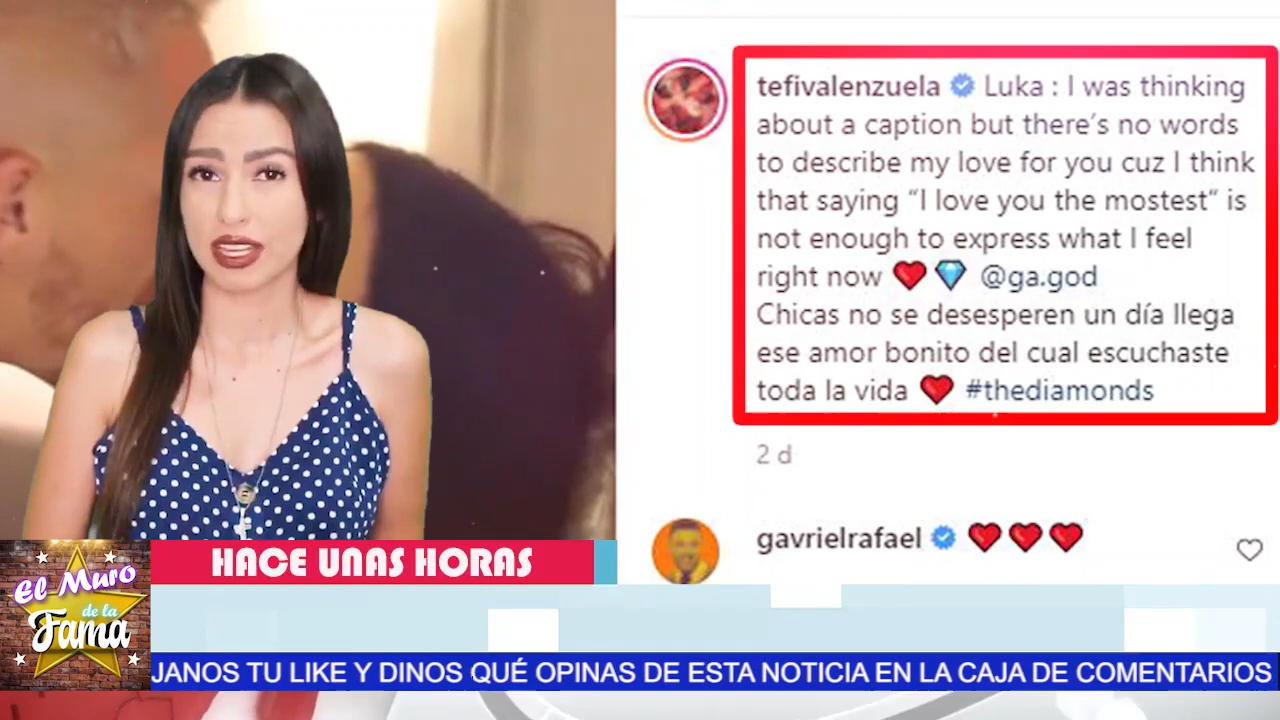 tefivalenzuela Luka : I was thinking
about a caption but there's no words
to describe my love for you cuz I think
that saying “I love you the mostest” is
not enough to express what I feel
right now ❤️💎 @ga.god
Chicas no se desesperen un día llega
ese amor bonito del cual escuchaste
toda la vida ❤️ #thediamonds
2 d
gavrielrafael ❤️❤️❤️
HACE UNAS HORAS
El Muro
de la
Fama
JANOS TU LIKE Y DINOS QUÉ OPINAS DE ESTA NOTICIA EN LA CAJA DE COMENTARIOS